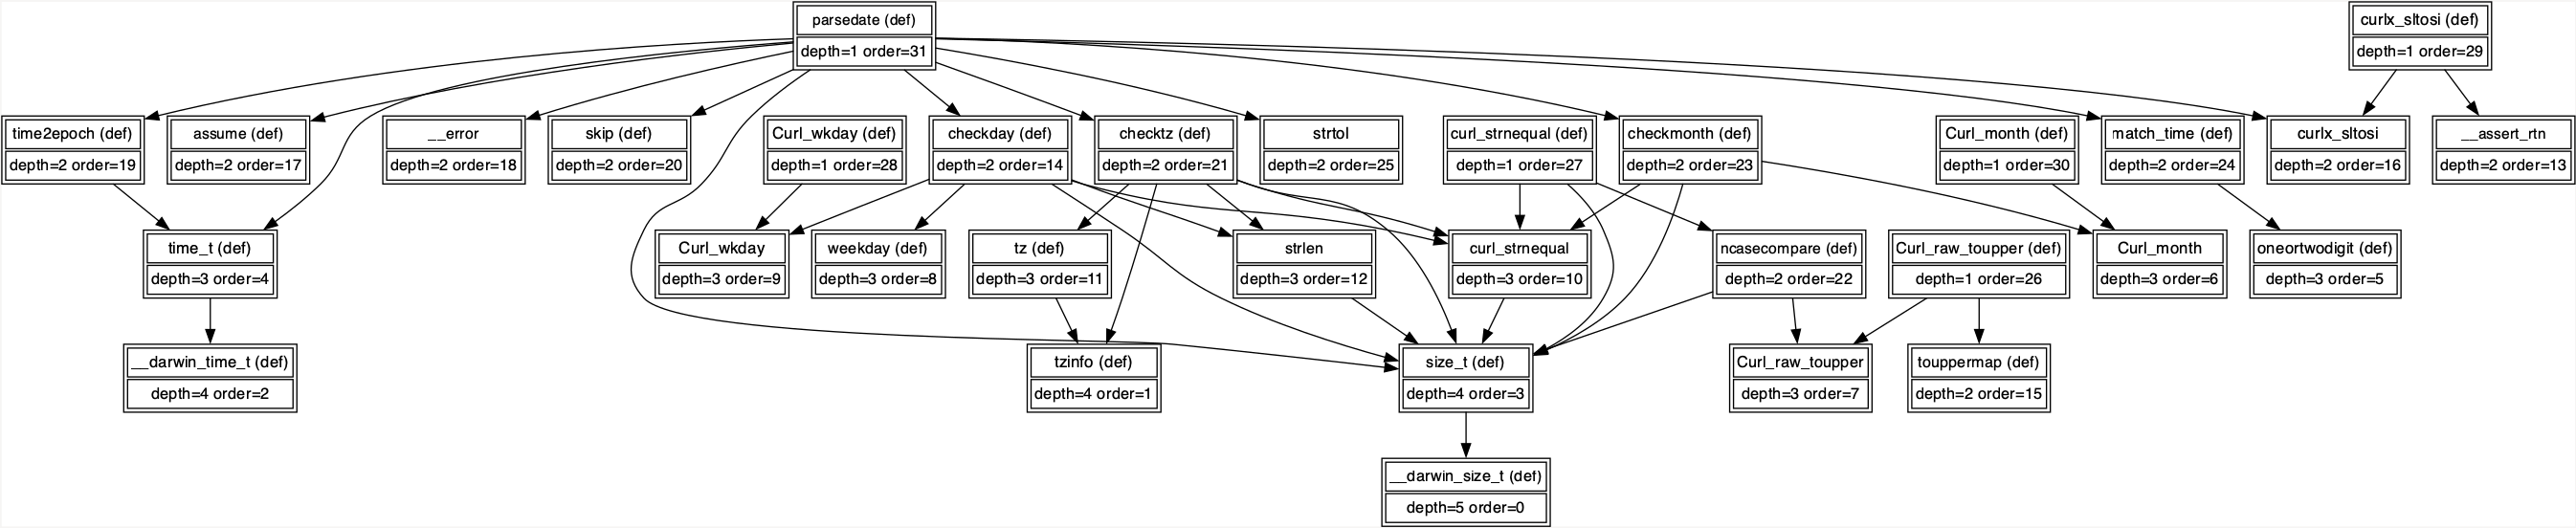 parsedate (def)
depth=1 order=31
curlx_sltosi (def)
depth=1 order=29
time2epoch (def)
depth=2 order=19
assume (def)
depth=2 order=17
__error
depth=2 order=18
skip (def)
depth=2 order=20
Curl_wkday (def)
depth=1 order=28
checkday (def)
depth=2 order=14
checktz (def)
depth=2 order=21
strtol
depth=2 order=25
curl_strnequal (def)
depth=1 order=27
checkmonth (def)
depth=2 order=23
Curl_month (def)
depth=1 order=30
match_time (def)
depth=2 order=24
curlx_sltosi
depth=2 order=16
__assert_rtn
depth=2 order=13
time_t (def)
depth=3 order=4
Curl_wkday
depth=3 order=9
weekday (def)
depth=3 order=8
tz (def)
depth=3 order=11
strlen
depth=3 order=12
curl_strnequal
depth=3 order=10
ncasecompare (def)
depth=2 order=22
Curl_raw_toupper (def)
depth=1 order=26
Curl_month
depth=3 order=6
oneortwodigit (def)
depth=3 order=5
__darwin_time_t (def)
depth=4 order=2
tzinfo (def)
depth=4 order=1
size_t (def)
depth=4 order=3
Curl_raw_toupper
depth=3 order=7
touppermap (def)
depth=2 order=15
__darwin_size_t (def)
depth=5 order=0